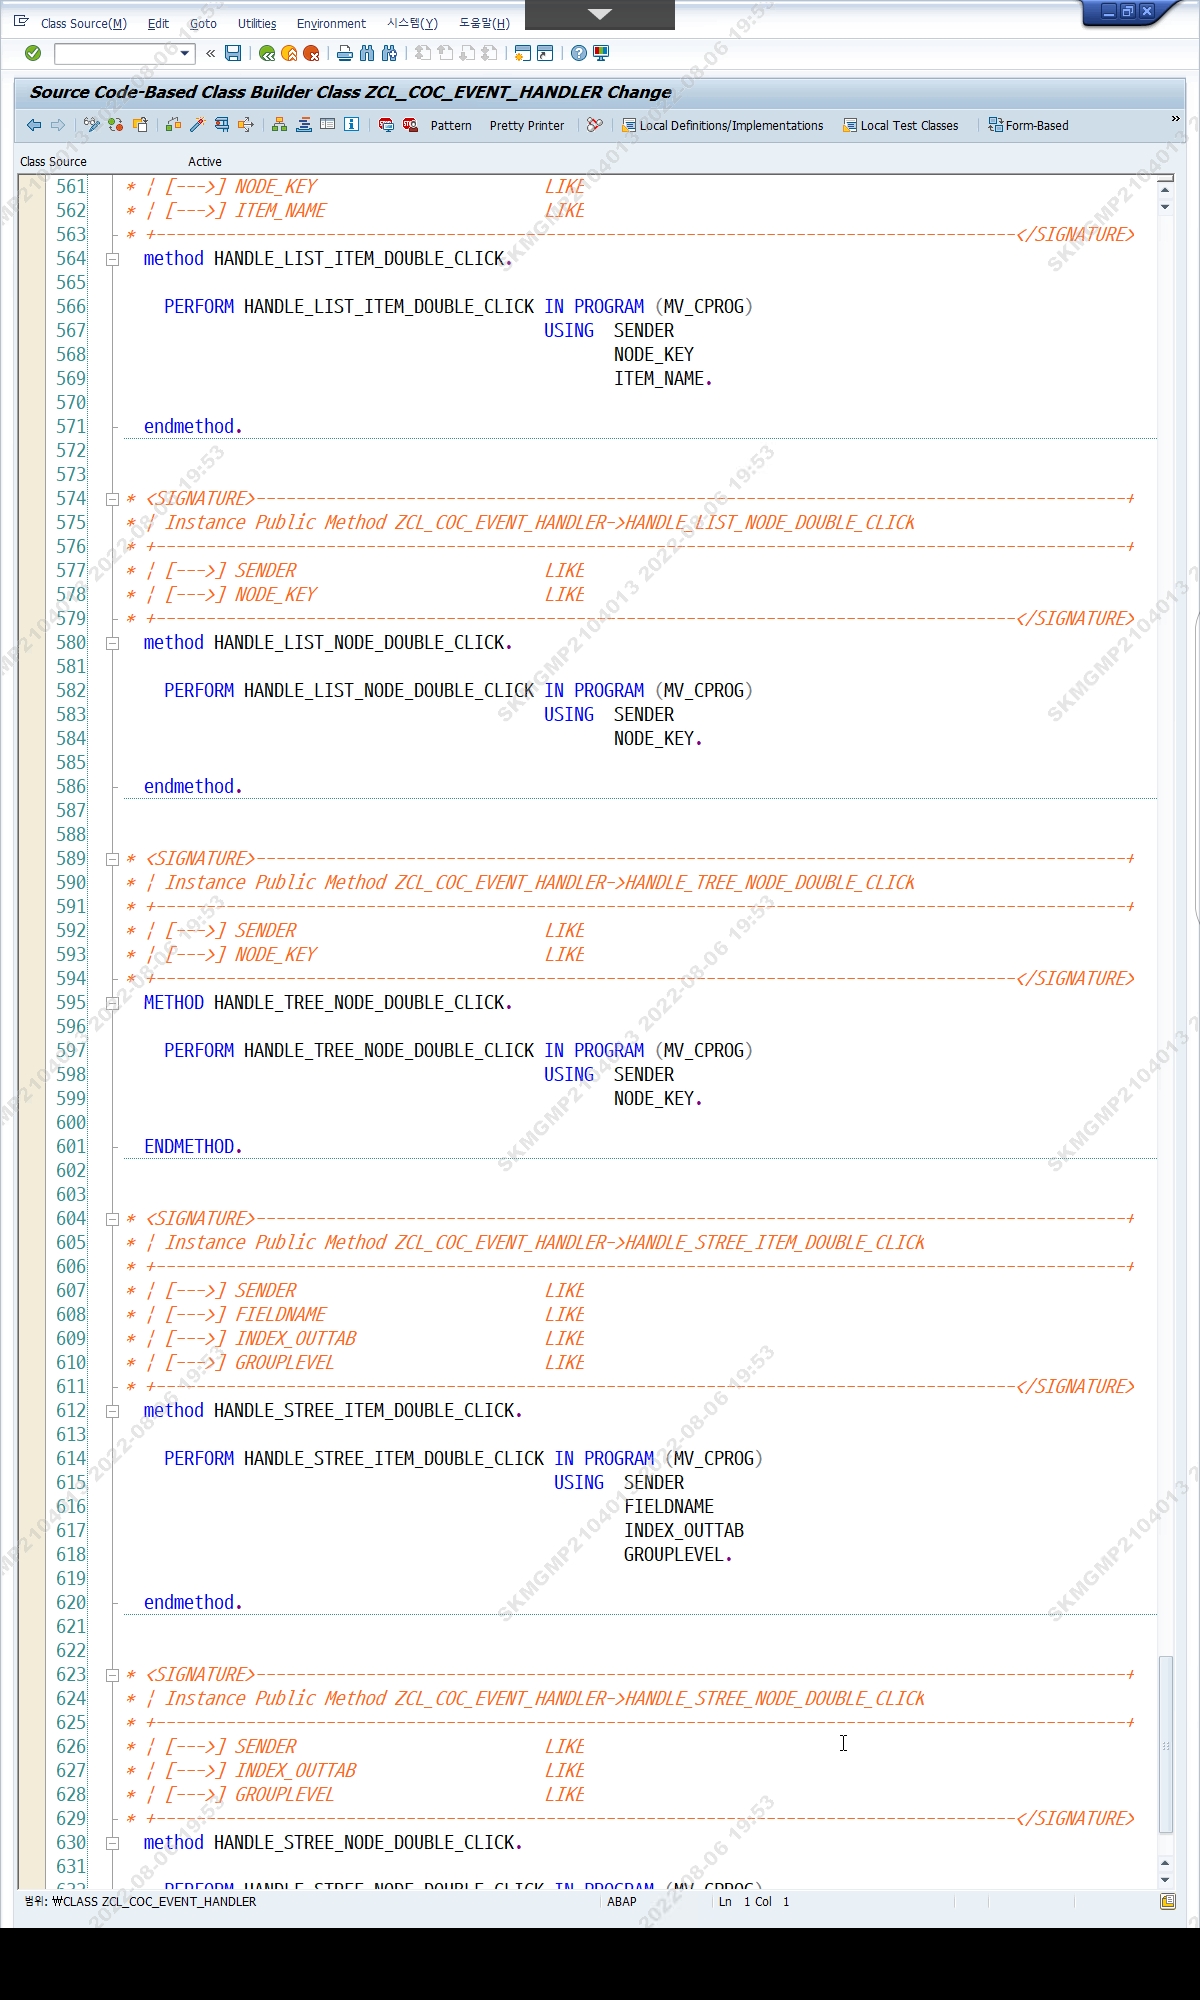 Class Source(M) Edit Goto Utilities Environment 시스템(Y) 도움말(H)
«
Source Code-Based Class Builder Class ZCL_COC_EVENT_HANDLER Change
Pattern Pretty Printer Local Definitions/Implementations Local Test Classes Form-Based »
Class Source Active
561 * ¦ [--->] NODE_KEY LIKE
562 * ¦ [--->] ITEM_NAME LIKE
563 * +--------------------------------------------------------------------------------------</SIGNATURE>
564 method HANDLE_LIST_ITEM_DOUBLE_CLICK.
565
566 PERFORM HANDLE_LIST_ITEM_DOUBLE_CLICK IN PROGRAM (MV_CPROG)
567 USING SENDER
568 NODE_KEY
569 ITEM_NAME.
570
571 endmethod.
572
573
574 * <SIGNATURE>---------------------------------------------------------------------------------------+
575 * ¦ Instance Public Method ZCL_COC_EVENT_HANDLER->HANDLE_LIST_NODE_DOUBLE_CLICK
576 * +-------------------------------------------------------------------------------------------------+
577 * ¦ [--->] SENDER LIKE
578 * ¦ [--->] NODE_KEY LIKE
579 * +--------------------------------------------------------------------------------------</SIGNATURE>
580 method HANDLE_LIST_NODE_DOUBLE_CLICK.
581
582 PERFORM HANDLE_LIST_NODE_DOUBLE_CLICK IN PROGRAM (MV_CPROG)
583 USING SENDER
584 NODE_KEY.
585
586 endmethod.
587
588
589 * <SIGNATURE>---------------------------------------------------------------------------------------+
590 * ¦ Instance Public Method ZCL_COC_EVENT_HANDLER->HANDLE_TREE_NODE_DOUBLE_CLICK
591 * +-------------------------------------------------------------------------------------------------+
592 * ¦ [--->] SENDER LIKE
593 * ¦ [--->] NODE_KEY LIKE
594 * +--------------------------------------------------------------------------------------</SIGNATURE>
595 METHOD HANDLE_TREE_NODE_DOUBLE_CLICK.
596
597 PERFORM HANDLE_TREE_NODE_DOUBLE_CLICK IN PROGRAM (MV_CPROG)
598 USING SENDER
599 NODE_KEY.
600
601 ENDMETHOD.
602
603
604 * <SIGNATURE>---------------------------------------------------------------------------------------+
605 * ¦ Instance Public Method ZCL_COC_EVENT_HANDLER->HANDLE_STREE_ITEM_DOUBLE_CLICK
606 * +-------------------------------------------------------------------------------------------------+
607 * ¦ [--->] SENDER LIKE
608 * ¦ [--->] FIELDNAME LIKE
609 * ¦ [--->] INDEX_OUTTAB LIKE
610 * ¦ [--->] GROUPLEVEL LIKE
611 * +--------------------------------------------------------------------------------------</SIGNATURE>
612 method HANDLE_STREE_ITEM_DOUBLE_CLICK.
613
614 PERFORM HANDLE_STREE_ITEM_DOUBLE_CLICK IN PROGRAM (MV_CPROG)
615 USING SENDER
616 FIELDNAME
617 INDEX_OUTTAB
618 GROUPLEVEL.
619
620 endmethod.
621
622
623 * <SIGNATURE>---------------------------------------------------------------------------------------+
624 * ¦ Instance Public Method ZCL_COC_EVENT_HANDLER->HANDLE_STREE_NODE_DOUBLE_CLICK
625 * +-------------------------------------------------------------------------------------------------+
626 * ¦ [--->] SENDER LIKE
627 * ¦ [--->] INDEX_OUTTAB LIKE
628 * ¦ [--->] GROUPLEVEL LIKE
629 * +--------------------------------------------------------------------------------------</SIGNATURE>
630 method HANDLE_STREE_NODE_DOUBLE_CLICK.
631
632 PERFORM HANDLE_STREE_NODE_DOUBLE_CLICK IN PROGRAM (MV_CPROG)
범위: ₩CLASS ZCL_COC_EVENT_HANDLER ABAP Ln 1 Col 1
SKMGMP2104013 2022-08-06 19:53